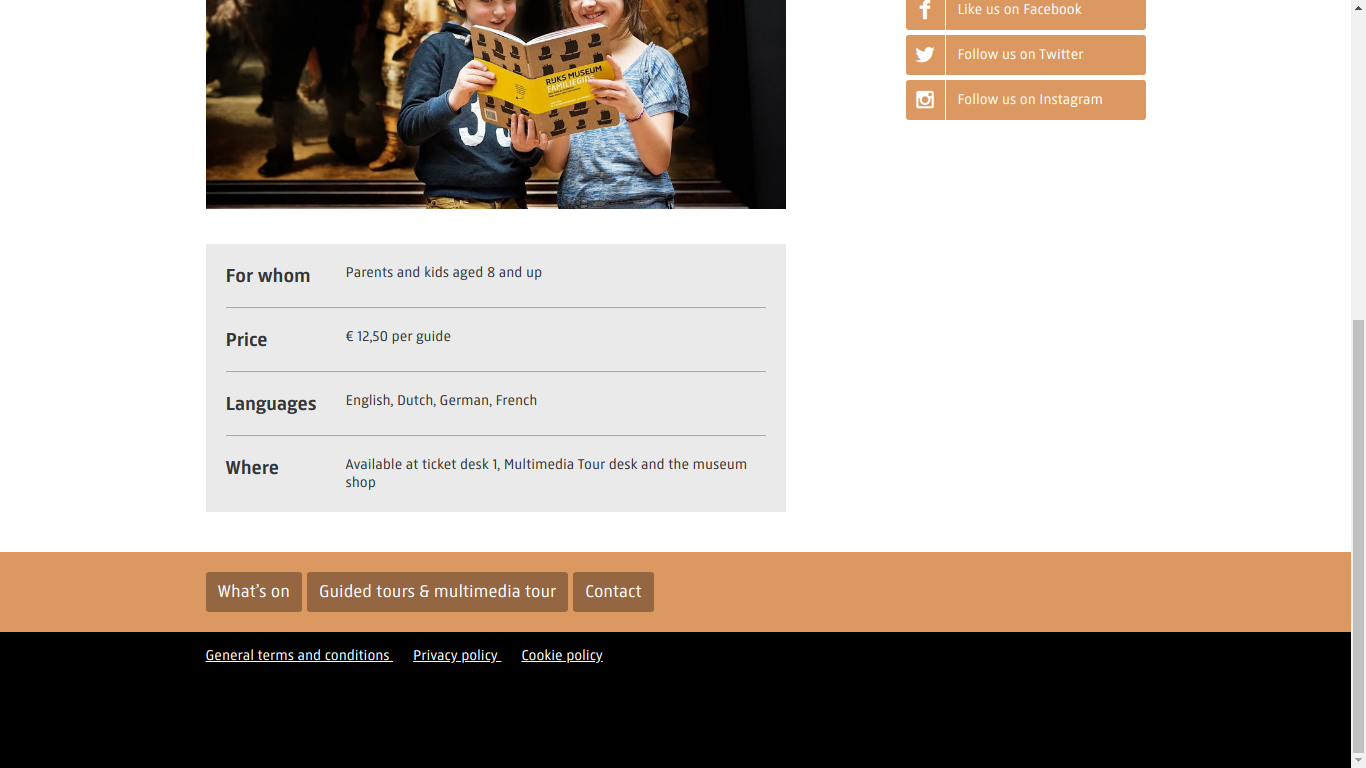 RIJKS MUSEUM
FAMILIEGIDS
Like us on Facebook
Follow us on Twitter
Follow us on Instagram
For whom
Parents and kids aged 8 and up
Price
€ 12,50 per guide
Languages
English, Dutch, German, French
Where
Available at ticket desk 1, Multimedia Tour desk and the museum
shop
What's on
Guided tours & multimedia tour
Contact
General terms and conditions
Privacy policy
Cookie policy